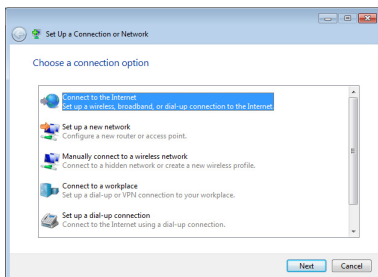 Set Up a Connection or Network
Choose a connection option
Connect to the Internet
Set up a wireless, broadband, or dial-up connection to the Internet.
Set up a new network
Configure a new router or access point.
Manually connect to a wireless network
Connect to a hidden network or create a new wireless profile.
Connect to a workplace
Set up a dial-up or VPN connection to your workplace.
Set up a dial-up connection
Connect to the Internet using a dial-up connection.
Next Cancel